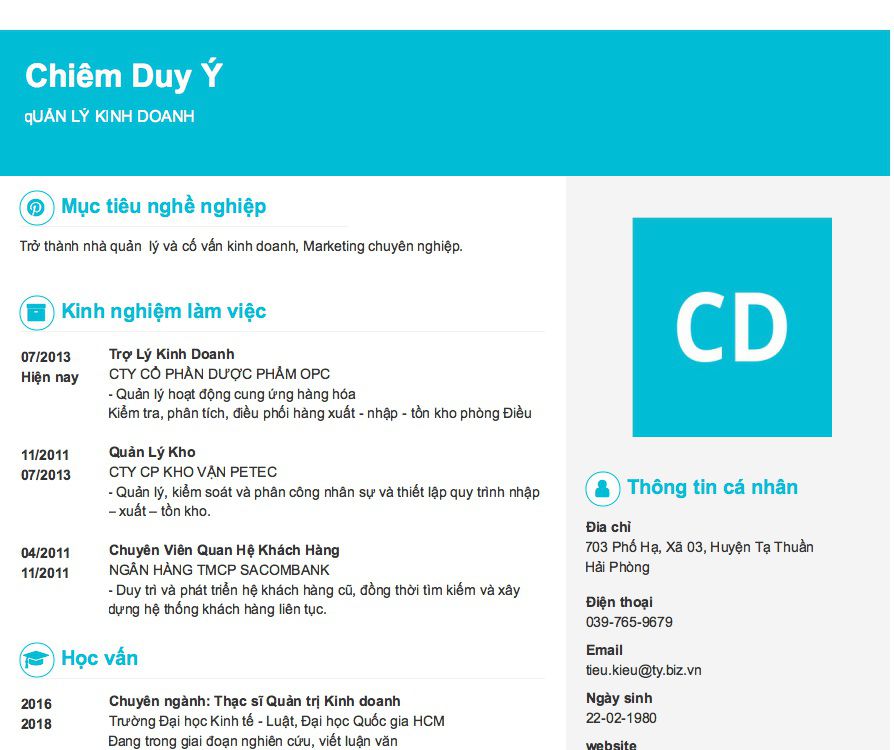 Chiêm Duy Ý
qUẢN LÝ KINH DOANH
Mục tiêu nghề nghiệp
Trở thành nhà quản lý và cố vấn kinh doanh, Marketing chuyên nghiệp.
Kinh nghiệm làm việc
07/2013
Hiện nay
Trợ Lý Kinh Doanh
CTY CỔ PHẦN DƯỢC PHẨM OPC
- Quản lý hoạt động cung ứng hàng hóa
Kiểm tra, phân tích, điều phối hàng xuất - nhập - tồn kho phòng Điều
11/2011
07/2013
Quản Lý Kho
CTY CP KHO VẬN PETEC
- Quản lý, kiểm soát và phân công nhân sự và thiết lập quy trình nhập
– xuất – tồn kho.
04/2011
11/2011
Chuyên Viên Quan Hệ Khách Hàng
NGÂN HÀNG TMCP SACOMBANK
- Duy trì và phát triển hệ khách hàng cũ, đồng thời tìm kiếm và xây
dựng hệ thống khách hàng liên tục.
Học vấn
2016
2018
Chuyên ngành: Thạc sĩ Quản trị Kinh doanh
Trường Đại học Kinh tế - Luật, Đại học Quốc gia HCM
Đang trong giai đoạn nghiên cứu, viết luận văn
CD
Thông tin cá nhân
Đia chỉ
703 Phố Hạ, Xã 03, Huyện Tạ Thuần
Hải Phòng
Điện thoại
039-765-9679
Email
tieu.kieu@ty.biz.vn
Ngày sinh
22-02-1980
website